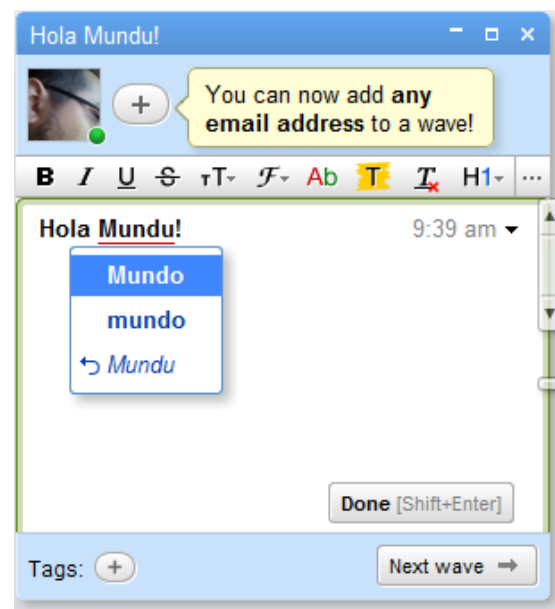 Hola Mundu!
You can now add any
email address to a wave!
B I U S TT F Ab T T H1 ...
Hola Mundu! 9:39 am
Mundo
mundo
Mundu
Done [Shift+Enter]
Tags: Next wave